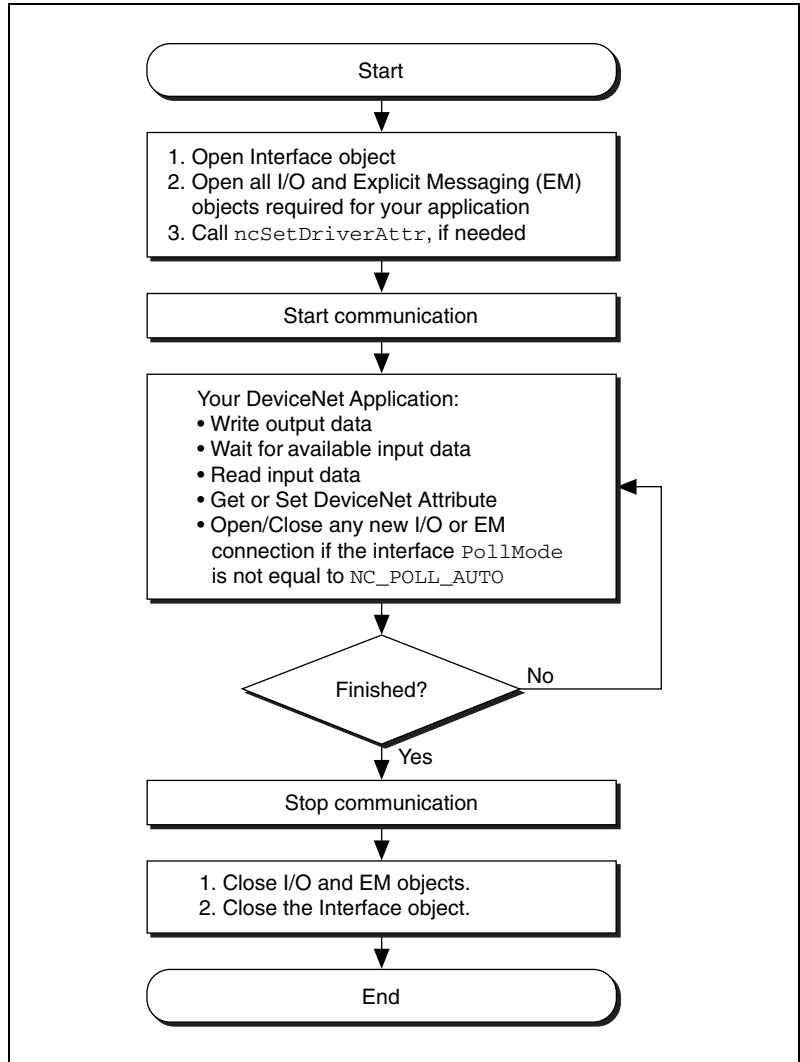 Start
1. Open Interface object
2. Open all I/O and Explicit Messaging (EM)
objects required for your application
3. Call ncSetDriverAttr, if needed
Start communication
Your DeviceNet Application:
• Write output data
• Wait for available input data
• Read input data
• Get or Set DeviceNet Attribute
• Open/Close any new I/O or EM
connection if the interface PollMode
is not equal to NC_POLL_AUTO
Finished?
No
Yes
Stop communication
1. Close I/O and EM objects.
2. Close the Interface object.
End